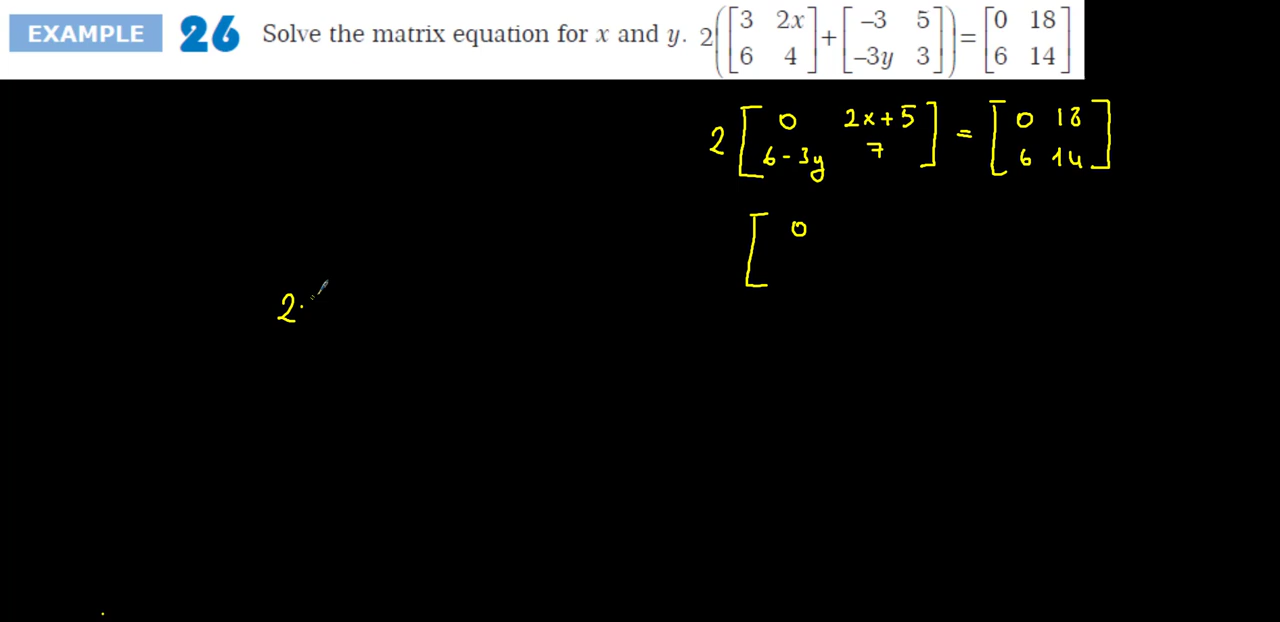 EXAMPLE 26 Solve the matrix equation for x and y. 2([3 2x; 6 4] + [–3 5; –3y 3]) = [0 18; 6 14]
2 [0 2x+5; 6-3y 7] = [0 18; 6 14]
[ 0
2·